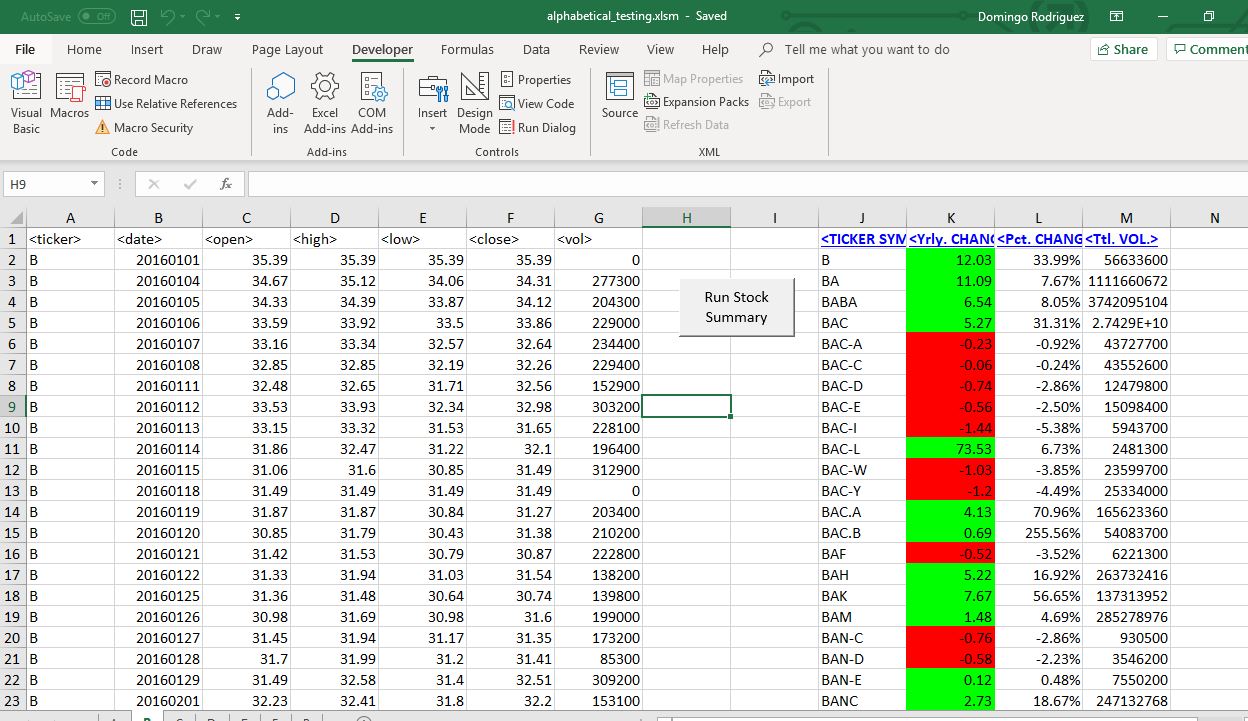 AutoSave Off alphabetical_testing.xlsm - Saved Domingo Rodriguez
File Home Insert Draw Page Layout Developer Formulas Data Review View Help Tell me what you want to do Share Comment
Visual Basic Macros Record Macro Use Relative References Macro Security
Add-ins Excel Add-ins COM Add-ins
Insert Design Mode Properties View Code Run Dialog
Source Map Properties Expansion Packs Refresh Data Import Export
Code Add-ins Controls XML
H9 fx
A B C D E F G H I J K L M N
1 <ticker> <date> <open> <high> <low> <close> <vol> <TICKER SYM <Yrly. CHANG <Pct. CHANG <Ttl. VOL.>
2 B 20160101 35.39 35.39 35.39 35.39 0 B 12.03 33.99% 56633600
3 B 20160104 34.67 35.12 34.06 34.31 277300 BA 11.09 7.67% 1111660672
4 B 20160105 34.33 34.39 33.87 34.12 204300 BABA 6.54 8.05% 3742095104
5 B 20160106 33.59 33.92 33.5 33.86 229000 BAC 5.27 31.31% 2.7429E+10
Run Stock
Summary
6 B 20160107 33.16 33.34 32.57 32.64 234400 BAC-A -0.23 -0.92% 43727700
7 B 20160108 32.85 32.85 32.19 32.26 229400 BAC-C -0.06 -0.24% 43552600
8 B 20160111 32.48 32.65 31.71 32.56 152900 BAC-D -0.74 -2.86% 12479800
9 B 20160112 33.53 33.93 32.34 32.98 303200 BAC-E -0.56 -2.50% 15098400
10 B 20160113 33.15 33.32 31.53 31.65 228100 BAC-I -1.44 -5.38% 5943700
11 B 20160114 31.86 32.47 31.22 32.1 196400 BAC-L 73.53 6.73% 2481300
12 B 20160115 31.06 31.6 30.85 31.49 312900 BAC-W -1.03 -3.85% 23599700
13 B 20160118 31.49 31.49 31.49 31.49 0 BAC-Y -1.2 -4.49% 25334000
14 B 20160119 31.87 31.87 30.84 31.27 203400 BAC.A 4.13 70.96% 165623360
15 B 20160120 30.85 31.79 30.43 31.38 210200 BAC.B 0.69 255.56% 54083700
16 B 20160121 31.42 31.53 30.79 30.87 222800 BAF -0.52 -3.52% 6221300
17 B 20160122 31.33 31.94 31.03 31.54 138200 BAH 5.22 16.92% 263732416
18 B 20160125 31.36 31.48 30.64 30.74 139800 BAK 7.67 56.65% 137313952
19 B 20160126 30.98 31.69 30.98 31.6 199000 BAM 1.48 4.69% 285278976
20 B 20160127 31.45 31.94 31.17 31.35 173200 BAN-C -0.76 -2.86% 930500
21 B 20160128 31.7 31.99 31.2 31.41 85300 BAN-D -0.58 -2.23% 3546200
22 B 20160129 31.49 32.58 31.4 32.51 309200 BAN-E 0.12 0.48% 7550200
23 B 20160201 32.23 32.41 31.8 32.2 153100 BANC 2.73 18.67% 247132768